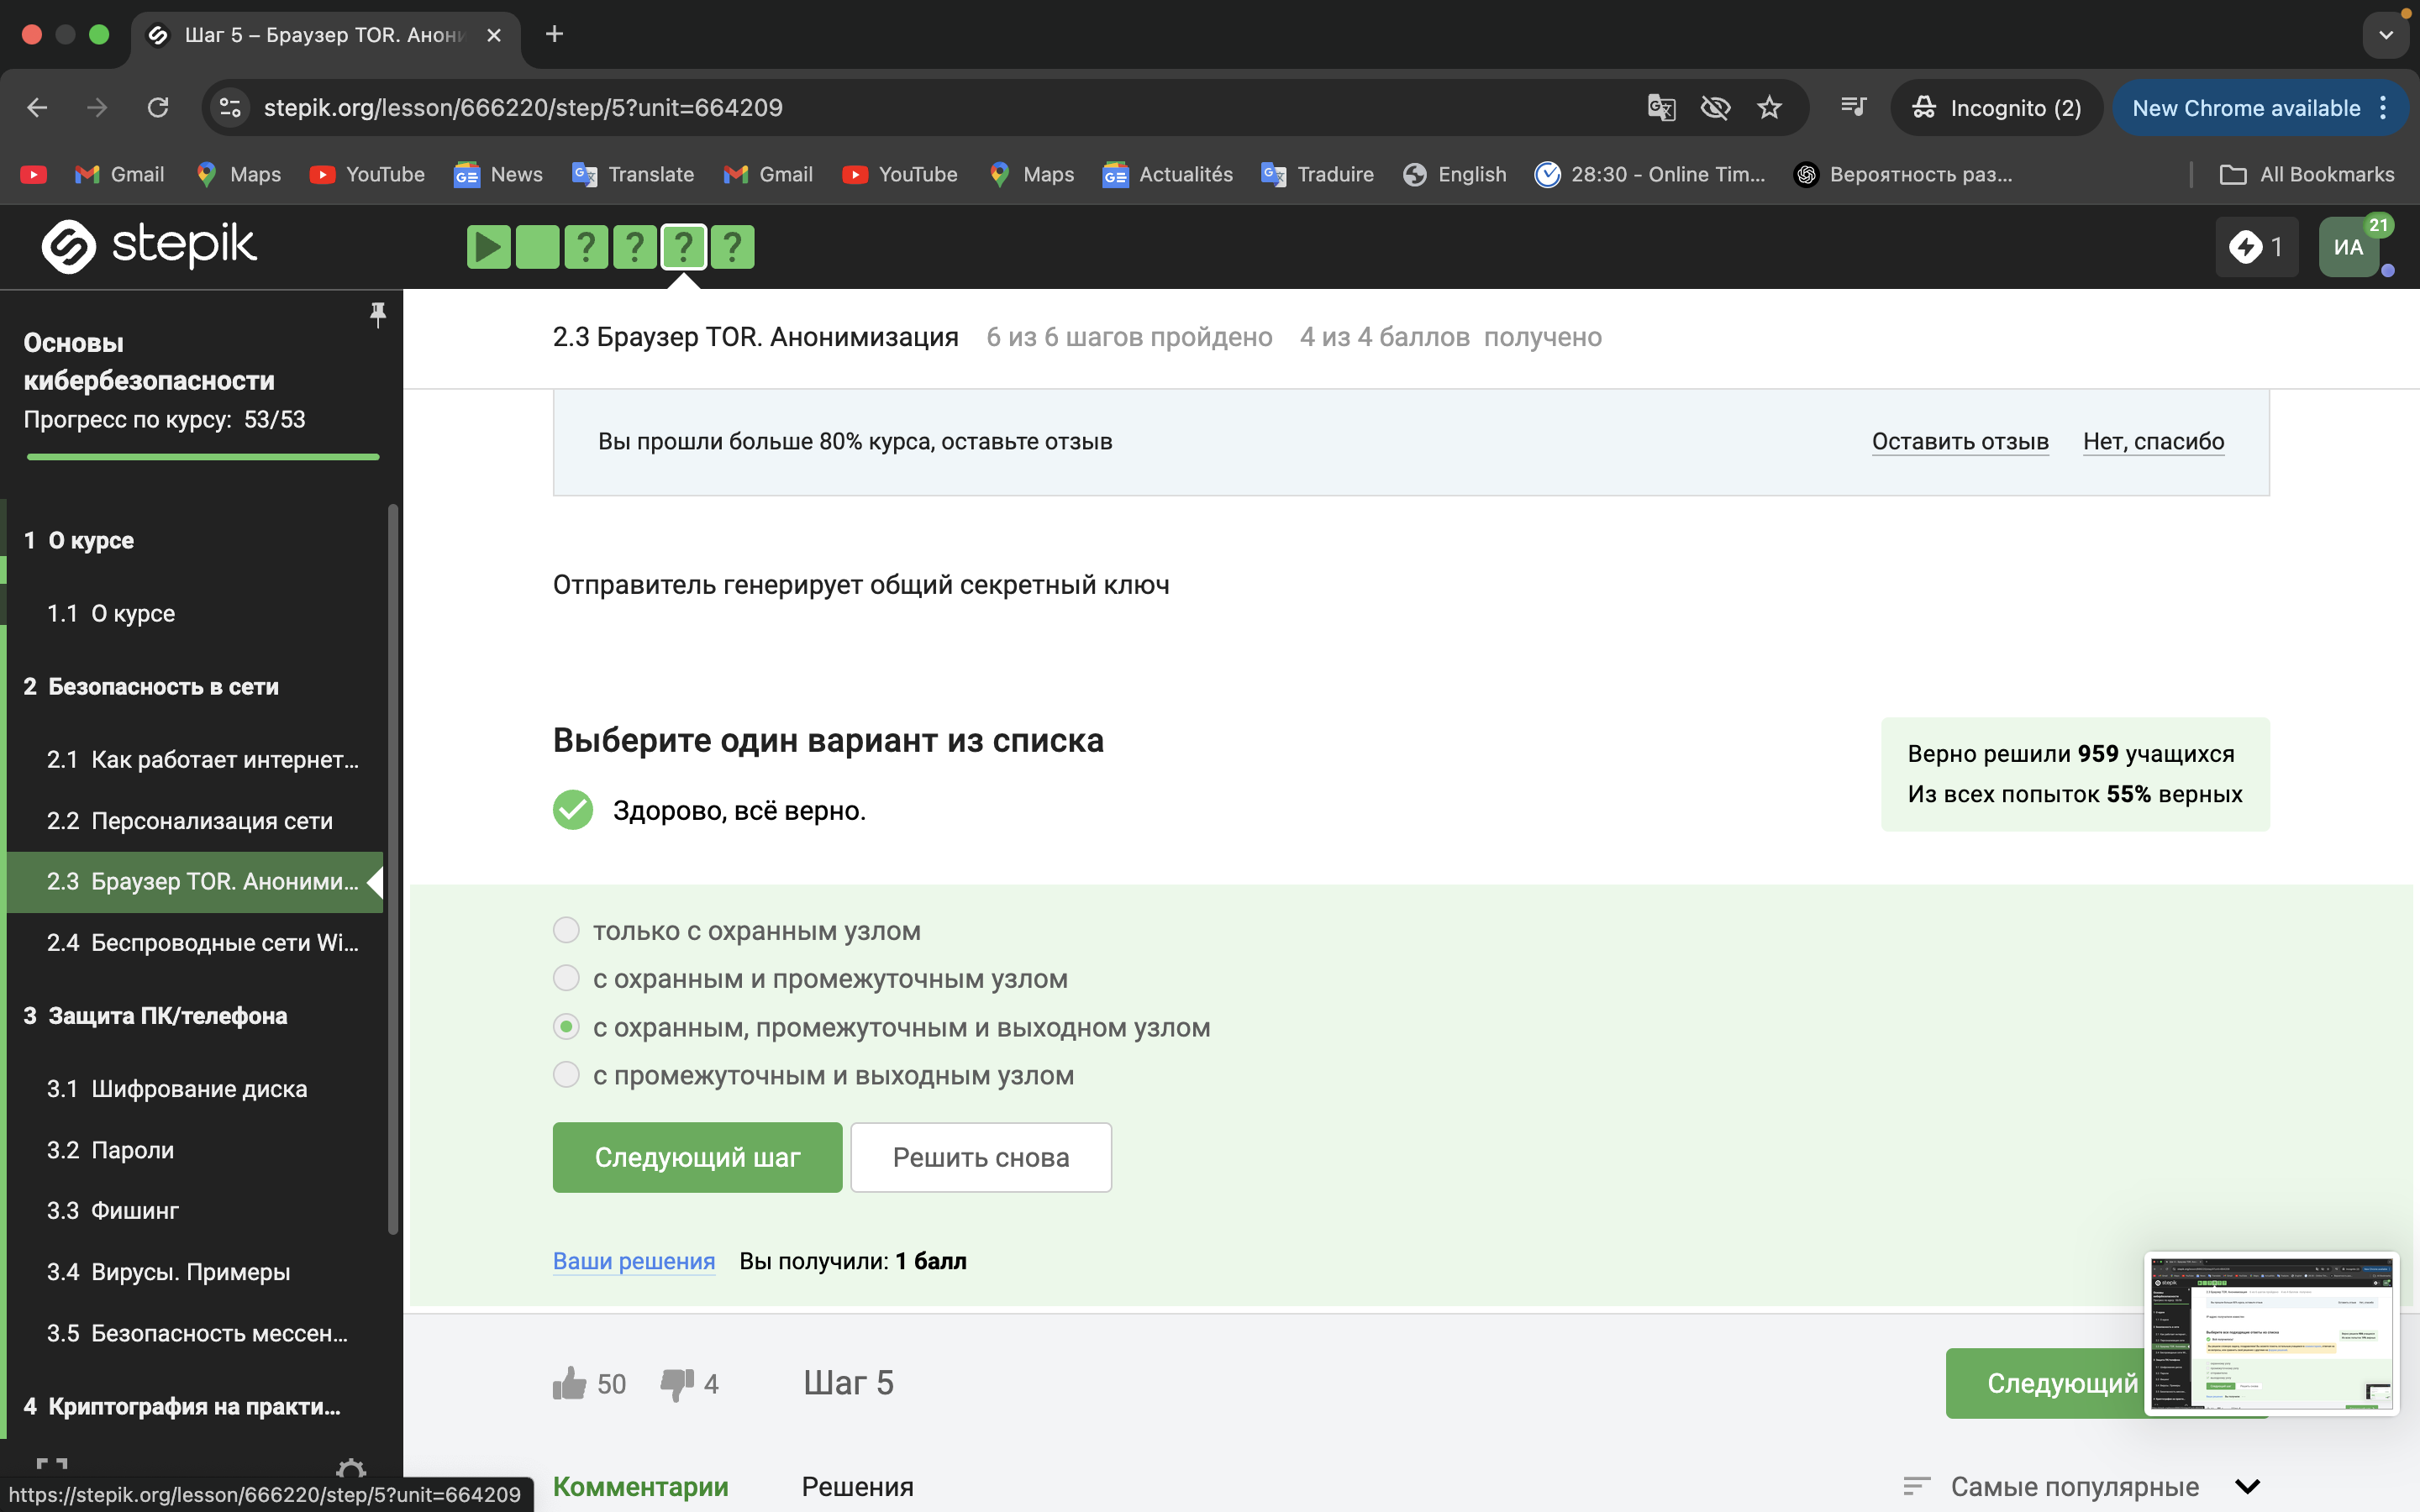 Шаг 5 – Браузер TOR. Анони
stepik.org/lesson/666220/step/5?unit=664209
Incognito (2)
New Chrome available
Gmail
Maps
YouTube
News
Translate
Gmail
YouTube
Maps
Actualités
Traduire
English
28:30 - Online Tim...
Вероятность раз...
All Bookmarks
stepik
? ? ? ?
1
ИА
21
Основы
кибербезопасности
Прогресс по курсу: 53/53
1 О курсе
1.1 О курсе
2 Безопасность в сети
2.1 Как работает интернет...
2.2 Персонализация сети
2.3 Браузер TOR. Аноними...
2.4 Беспроводные сети Wi...
3 Защита ПК/телефона
3.1 Шифрование диска
3.2 Пароли
3.3 Фишинг
3.4 Вирусы. Примеры
3.5 Безопасность мессен...
4 Криптография на практи...
https://stepik.org/lesson/666220/step/5?unit=664209
2.3 Браузер TOR. Анонимизация 6 из 6 шагов пройдено 4 из 4 баллов получено
Вы прошли больше 80% курса, оставьте отзыв
Оставить отзыв
Нет, спасибо
Отправитель генерирует общий секретный ключ
Выберите один вариант из списка
Здорово, всё верно.
Верно решили 959 учащихся
Из всех попыток 55% верных
только с охранным узлом
с охранным и промежуточным узлом
с охранным, промежуточным и выходном узлом
с промежуточным и выходным узлом
Следующий шаг
Решить снова
Ваши решения Вы получили: 1 балл
50
4
Шаг 5
Следующий
Комментарии
Решения
Самые популярные